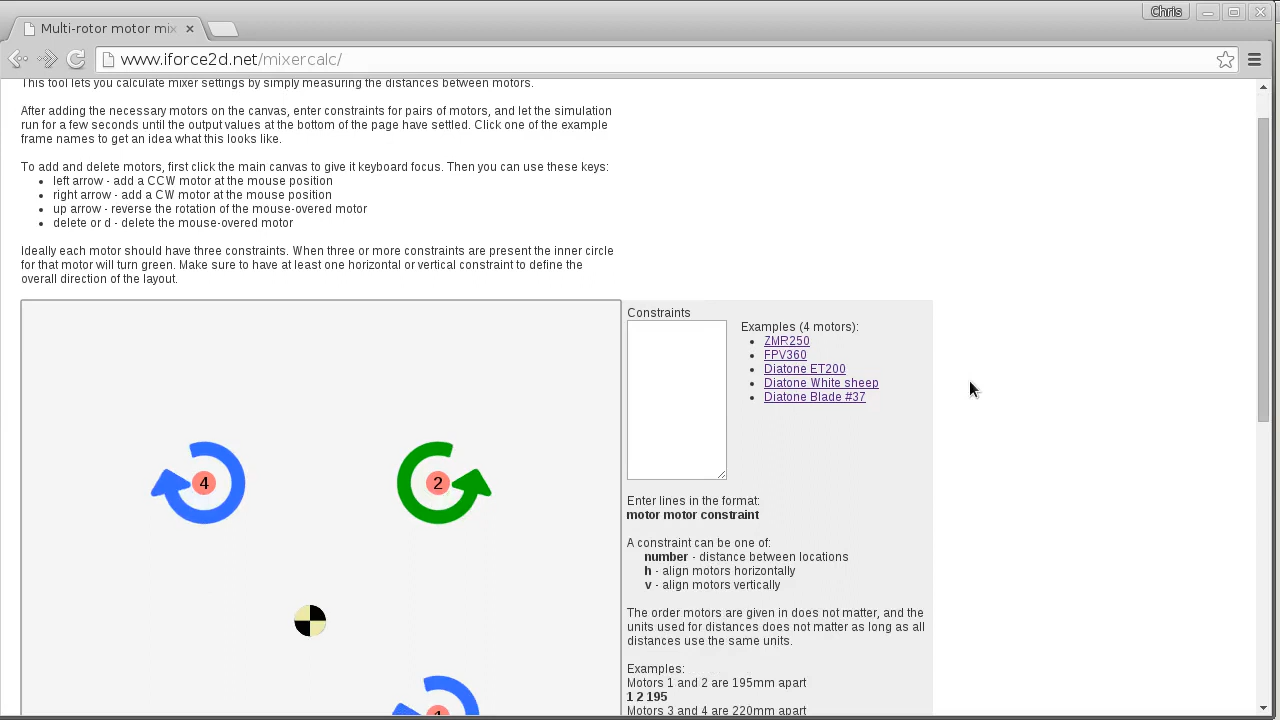 Chris
Multi-rotor motor mix
www.iforce2d.net/mixercalc/
This tool lets you calculate mixer settings by simply measuring the distances between motors.
After adding the necessary motors on the canvas, enter constraints for pairs of motors, and let the simulation
run for a few seconds until the output values at the bottom of the page have settled. Click one of the example
frame names to get an idea what this looks like.
To add and delete motors, first click the main canvas to give it keyboard focus. Then you can use these keys:
left arrow - add a CCW motor at the mouse position
right arrow - add a CW motor at the mouse position
up arrow - reverse the rotation of the mouse-overed motor
delete or d - delete the mouse-overed motor
Ideally each motor should have three constraints. When three or more constraints are present the inner circle
for that motor will turn green. Make sure to have at least one horizontal or vertical constraint to define the
overall direction of the layout.
4
2
1
Constraints
Examples (4 motors):
ZMR250
FPV360
Diatone ET200
Diatone White sheep
Diatone Blade #37
Enter lines in the format:
motor motor constraint
A constraint can be one of:
number - distance between locations
h - align motors horizontally
v - align motors vertically
The order motors are given in does not matter, and the
units used for distances does not matter as long as all
distances use the same units.
Examples:
Motors 1 and 2 are 195mm apart
1 2 195
Motors 3 and 4 are 220mm apart